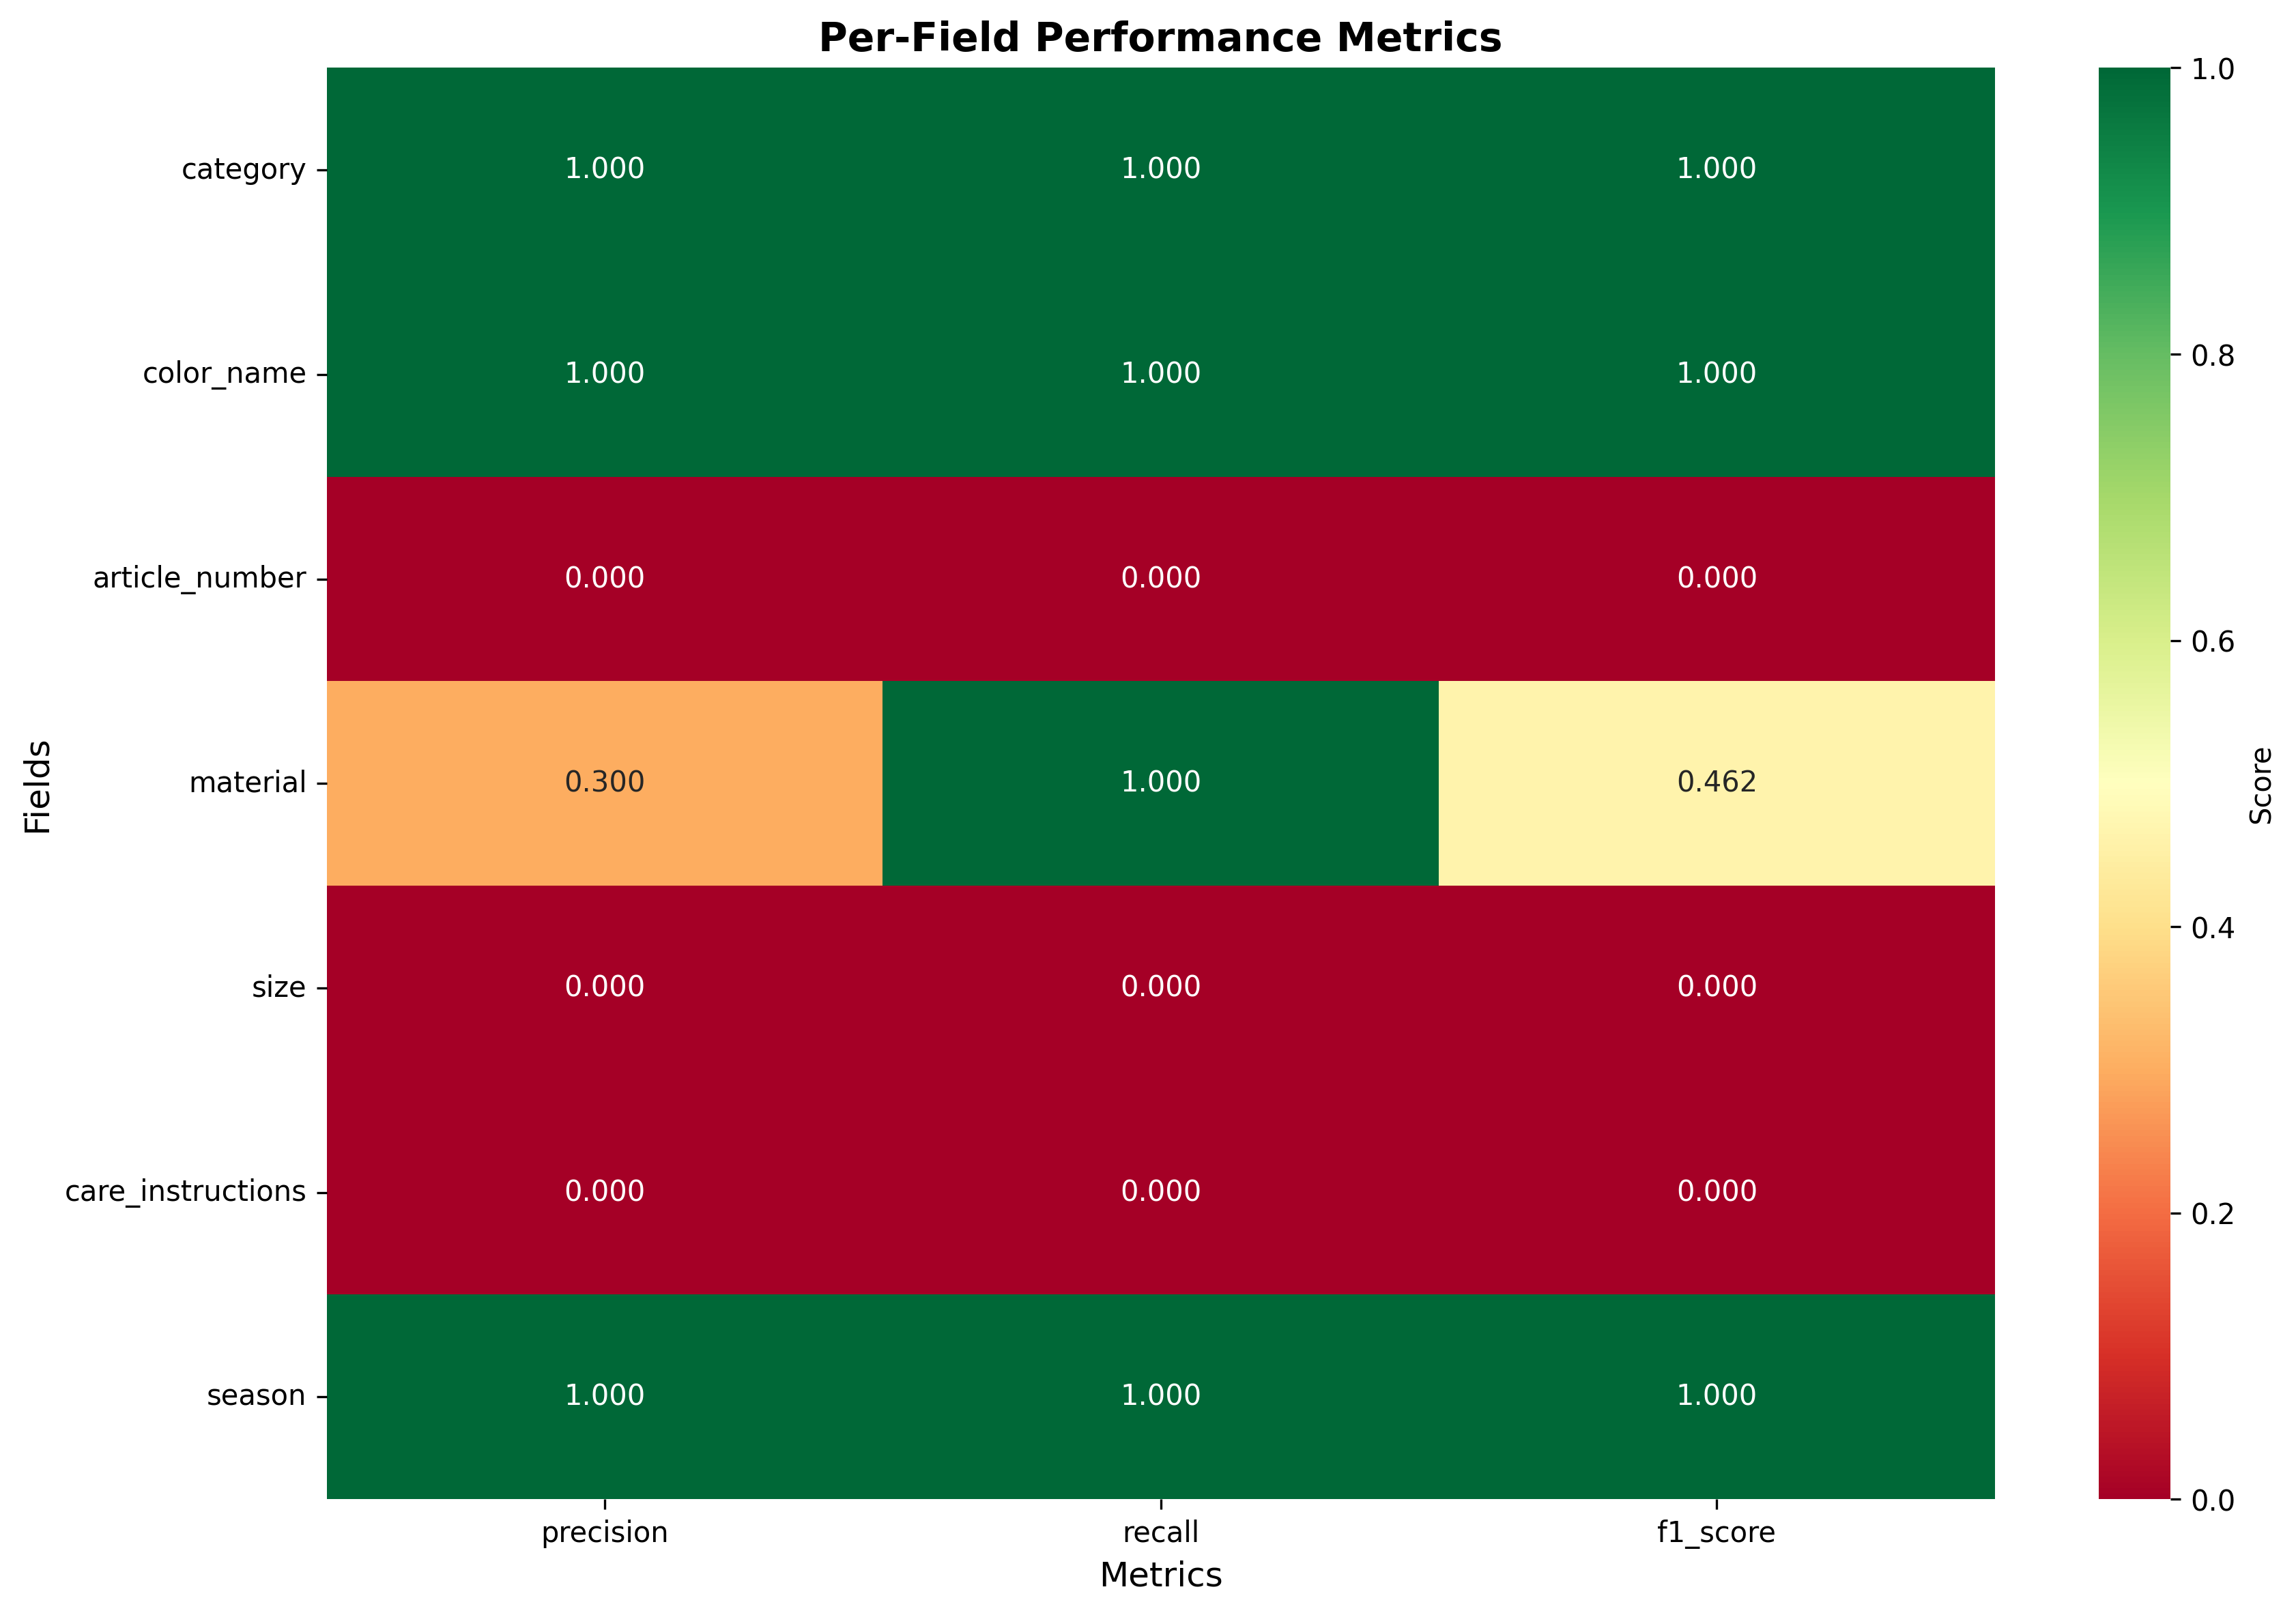 Per-Field Performance Metrics
category 1.000 1.000 1.000
color_name 1.000 1.000 1.000
article_number 0.000 0.000 0.000
material 0.300 1.000 0.462
size 0.000 0.000 0.000
care_instructions 0.000 0.000 0.000
season 1.000 1.000 1.000
precision recall f1_score
Metrics
Fields
1.0
0.8
0.6
0.4
0.2
0.0
Score